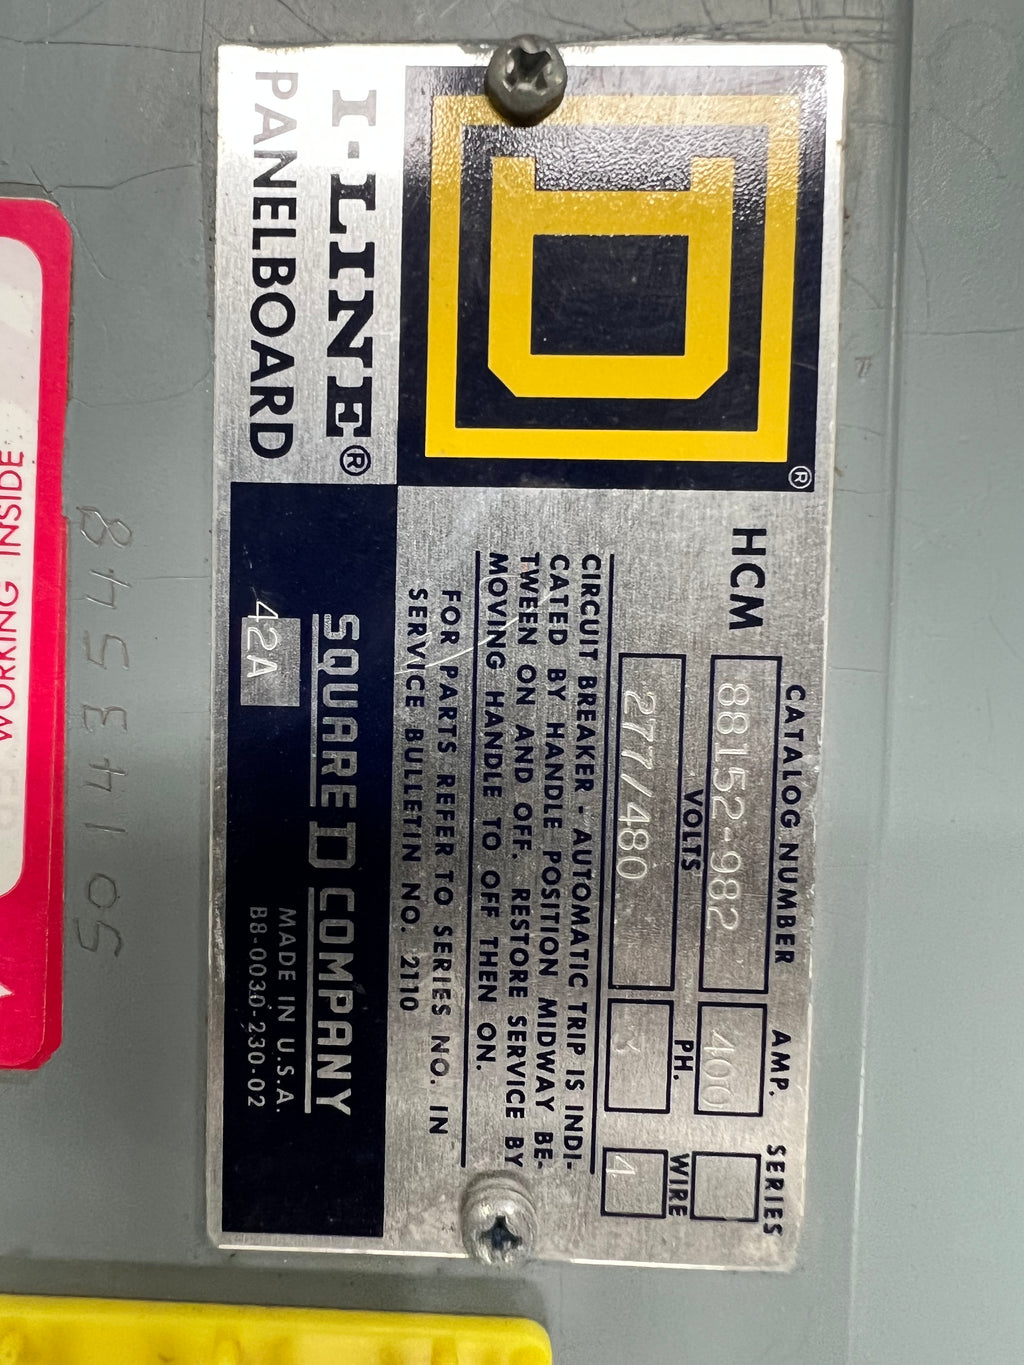 I-LINE®
PANELBOARD
D
®
HCM
CATALOG NUMBER AMP. SERIES
88152-982 400
VOLTS PH. WIRE
277/480 3 4
CIRCUIT BREAKER - AUTOMATIC TRIP IS INDI-
CATED BY HANDLE POSITION MIDWAY BE-
TWEEN ON AND OFF. RESTORE SERVICE BY
MOVING HANDLE TO OFF THEN ON.
FOR PARTS REFER TO SERIES NO. IN
SERVICE BULLETIN NO. 2110
SQUARE D COMPANY
42A
MADE IN U.S.A.
B8-0030-230-02
50143548
WORKING INSIDE